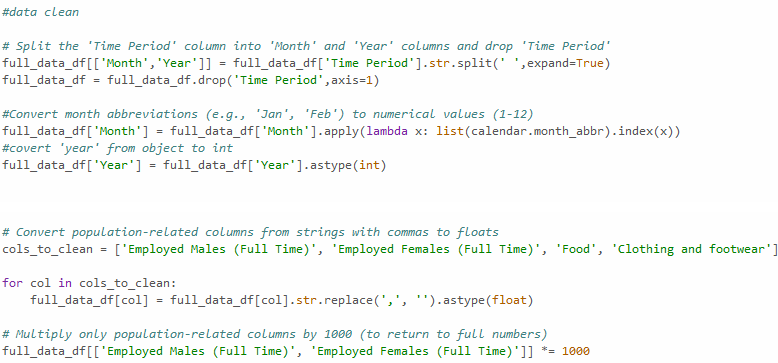 #data clean
# Split the 'Time Period' column into 'Month' and 'Year' columns and drop 'Time Period'
full_data_df[['Month','Year']] = full_data_df['Time Period'].str.split(' ',expand=True)
full_data_df = full_data_df.drop('Time Period',axis=1)
#Convert month abbreviations (e.g., 'Jan', 'Feb') to numerical values (1-12)
full_data_df['Month'] = full_data_df['Month'].apply(lambda x: list(calendar.month_abbr).index(x))
#covert 'year' from object to int
full_data_df['Year'] = full_data_df['Year'].astype(int)
# Convert population-related columns from strings with commas to floats
cols_to_clean = ['Employed Males (Full Time)', 'Employed Females (Full Time)', 'Food', 'Clothing and footwear']
for col in cols_to_clean:
    full_data_df[col] = full_data_df[col].str.replace(',', '').astype(float)
# Multiply only population-related columns by 1000 (to return to full numbers)
full_data_df[['Employed Males (Full Time)', 'Employed Females (Full Time)']] *= 1000